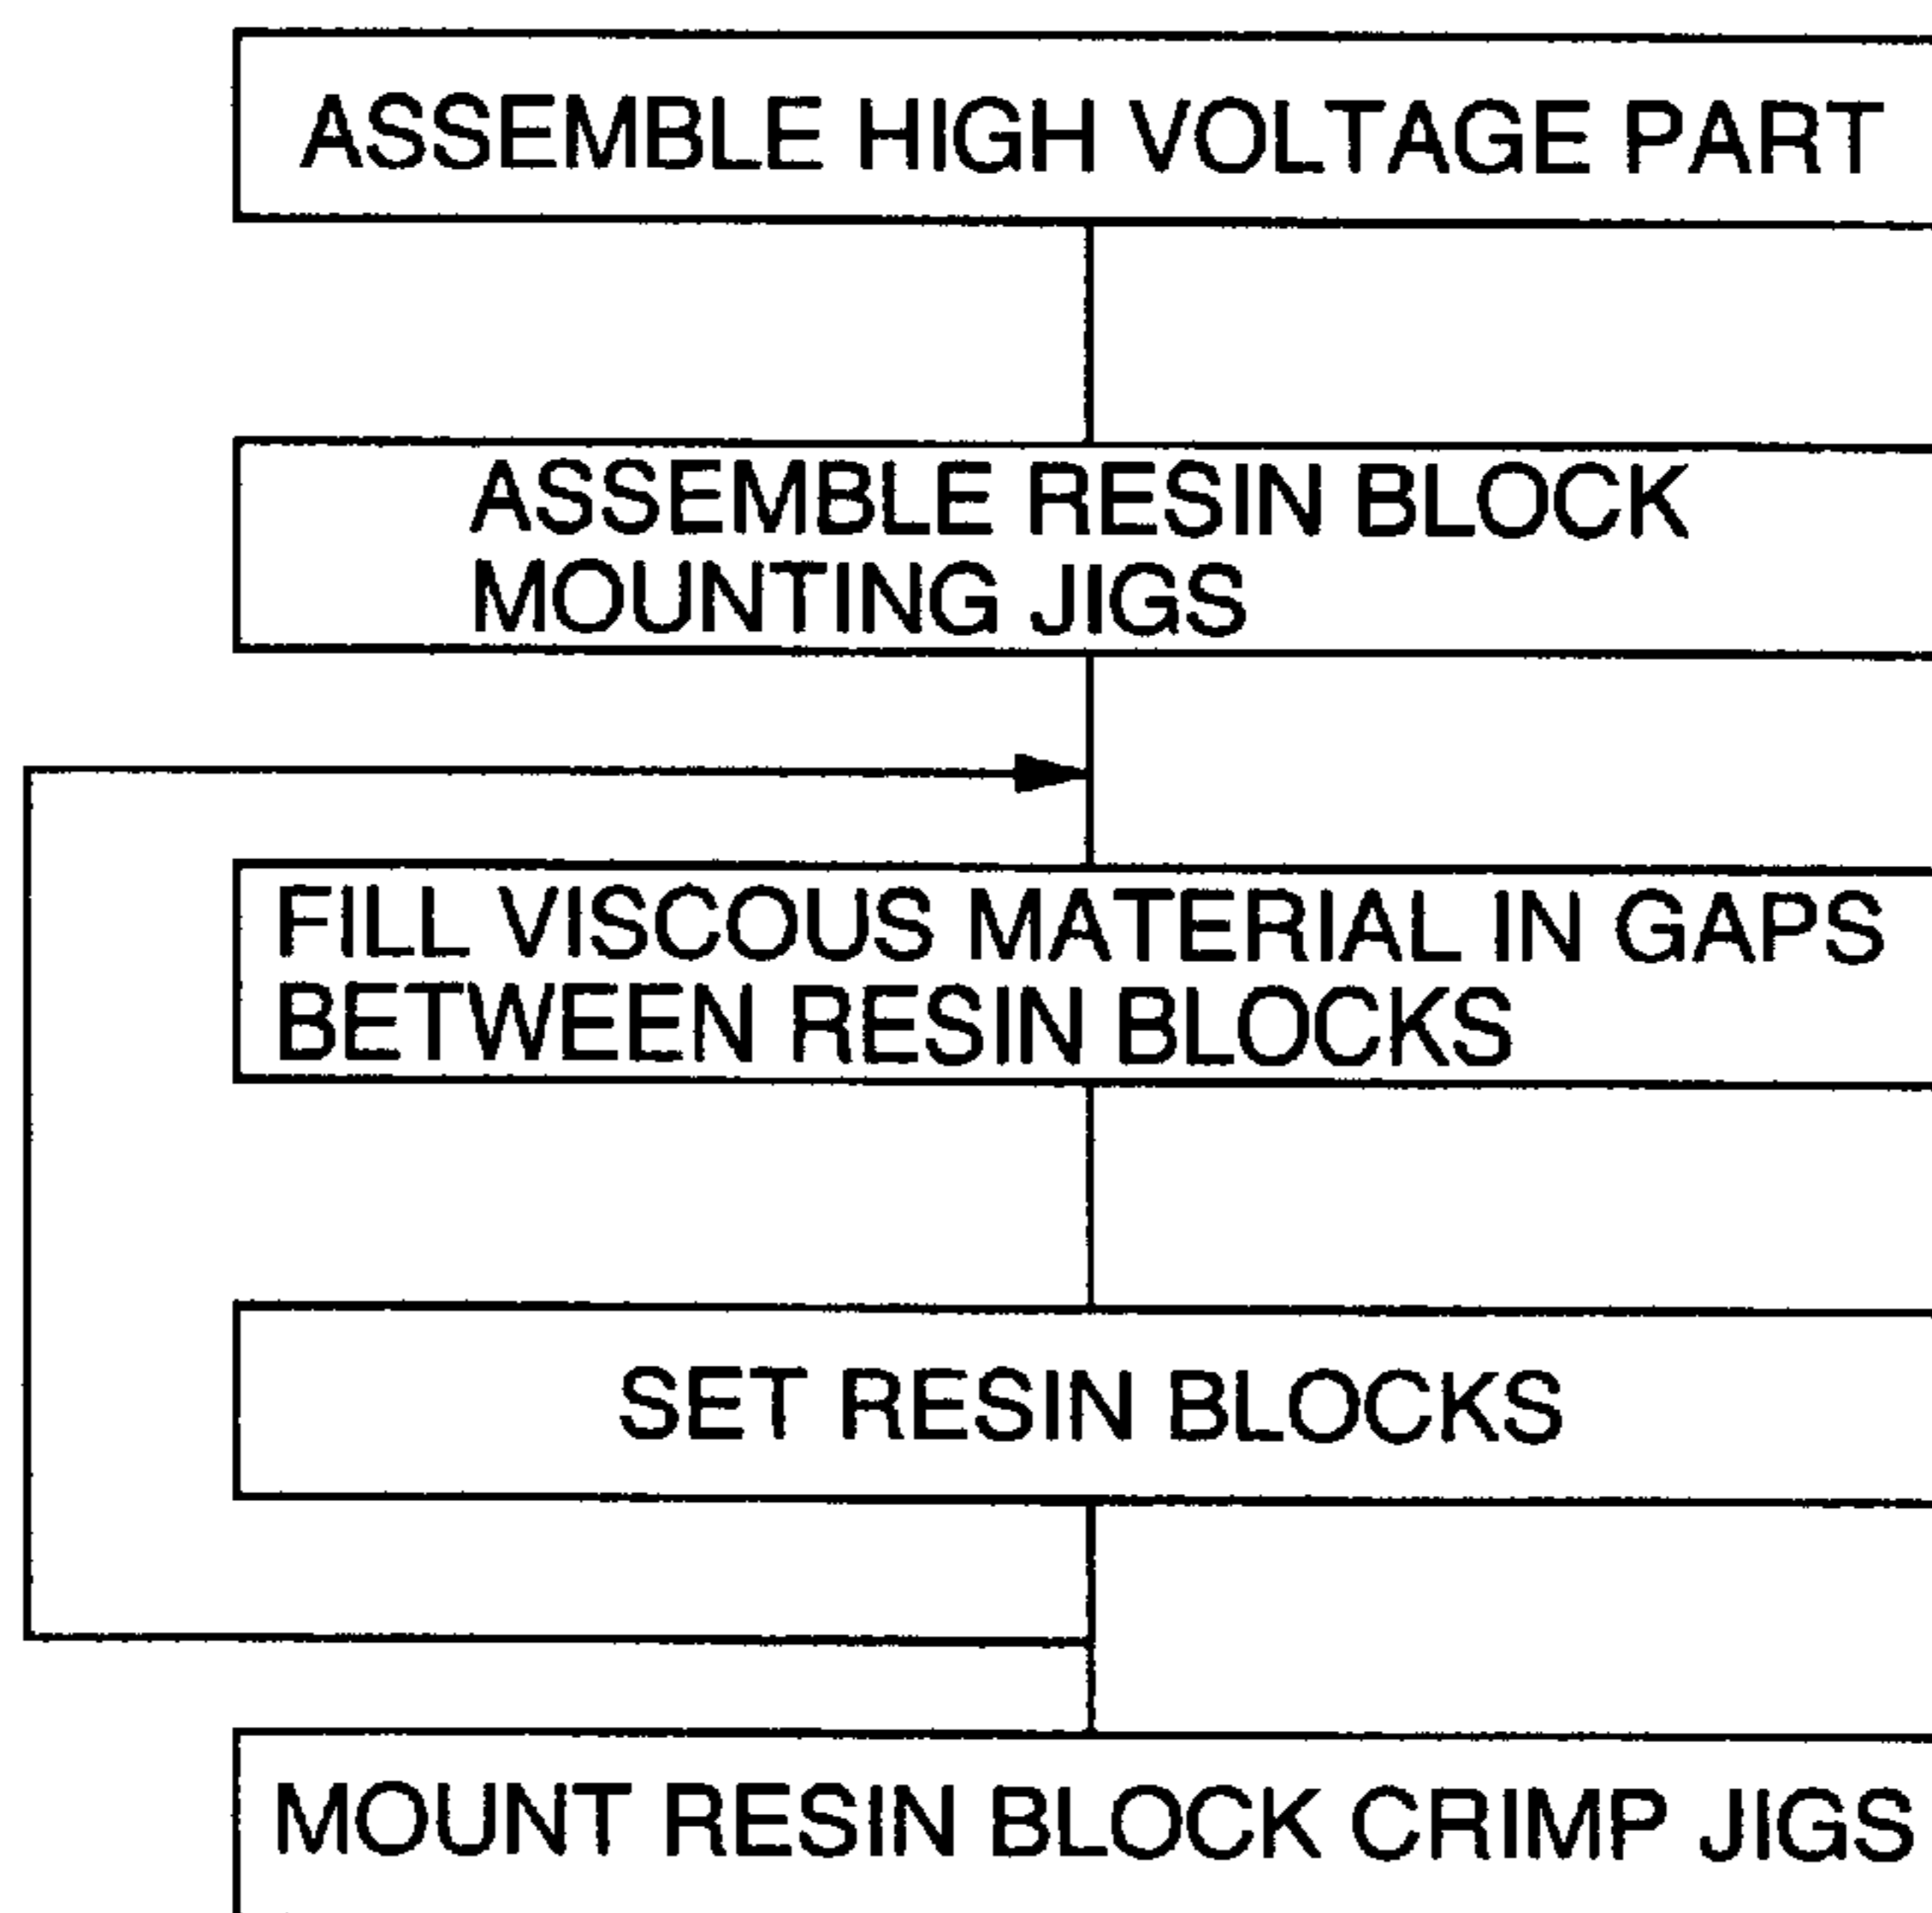 ASSEMBLE HIGH VOLTAGE PART
ASSEMBLE RESIN BLOCK
MOUNTING JIGS
FILL VISCOUS MATERIAL IN GAPS
BETWEEN RESIN BLOCKS
SET RESIN BLOCKS
MOUNT RESIN BLOCK CRIMP JIGS